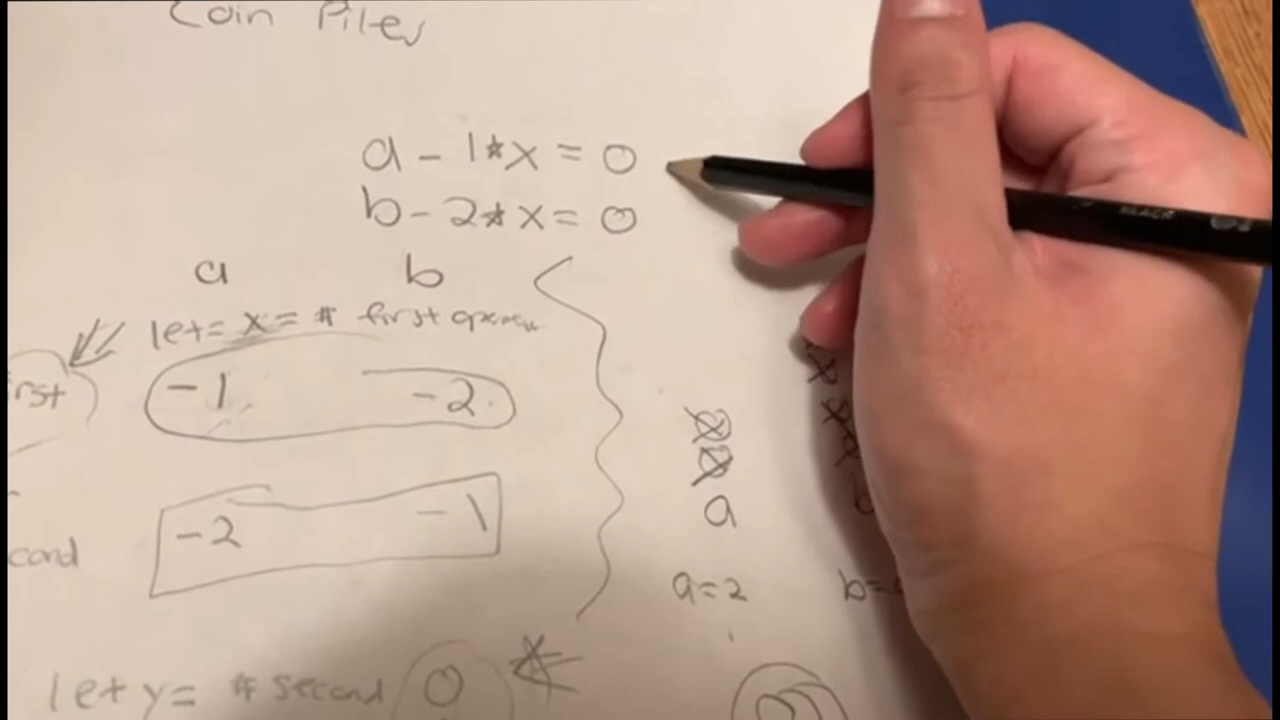 Coin Piles
a - 1*x = 0
b - 2*x = 0
a b
let x = # first
-1 -2
-2 -1
a
a=2 b=
let y = # second 0